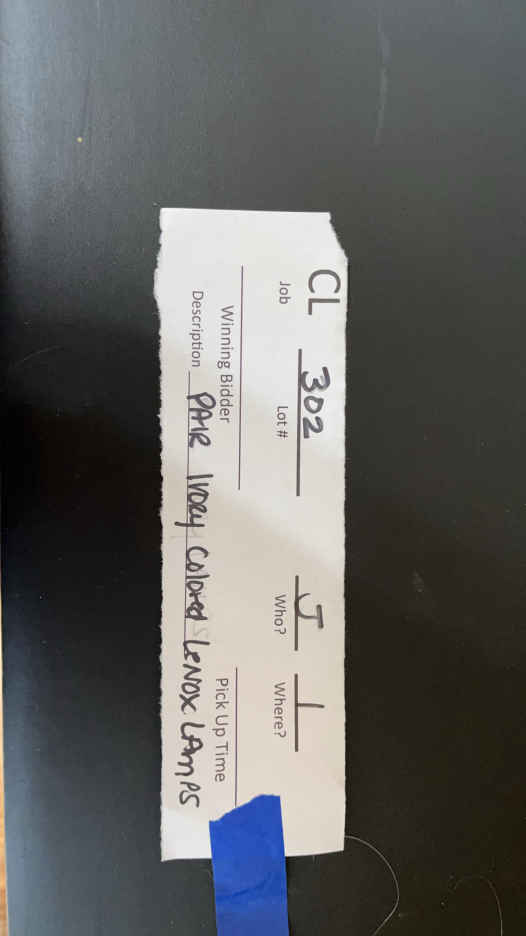 CL 302 J 1
Job Lot # Who? Where?
Winning Bidder Pick Up Time
Description PAIR IVORY COLORED LENOX LAMPS